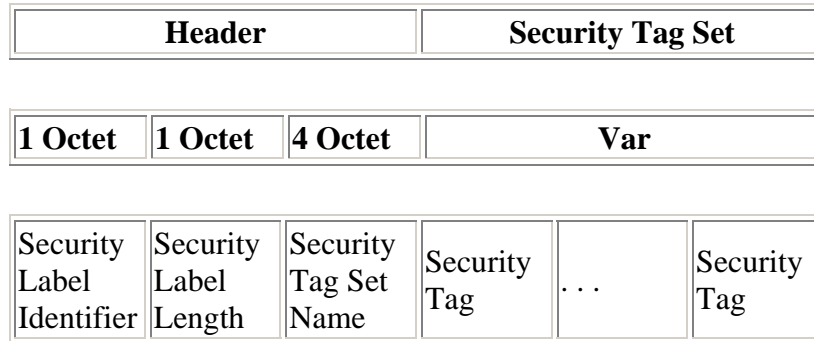 Header Security Tag Set
1 Octet 1 Octet 4 Octet Var
Security Label Identifier Security Label Length Security Tag Set Name Security Tag . . . Security Tag